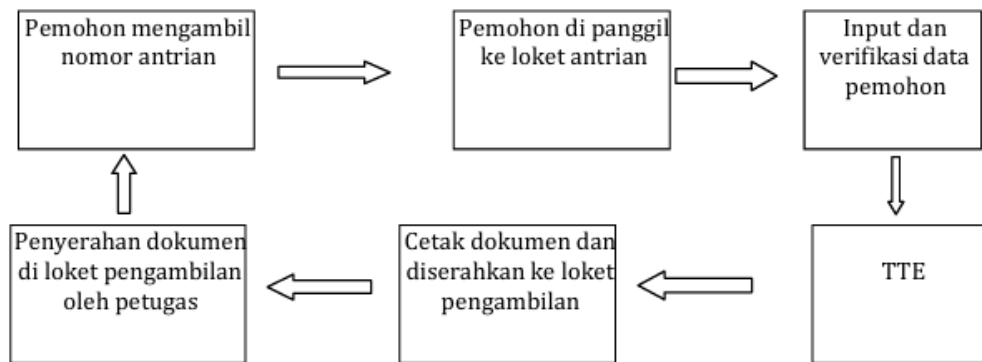 Pemohon mengambil
nomor antrian
Pemohon di panggil
ke loket antrian
Input dan
verifikasi data
pemohon
TTE
Cetak dokumen dan
diserahkan ke loket
pengambilan
Penyerahan dokumen
di loket pengambilan
oleh petugas